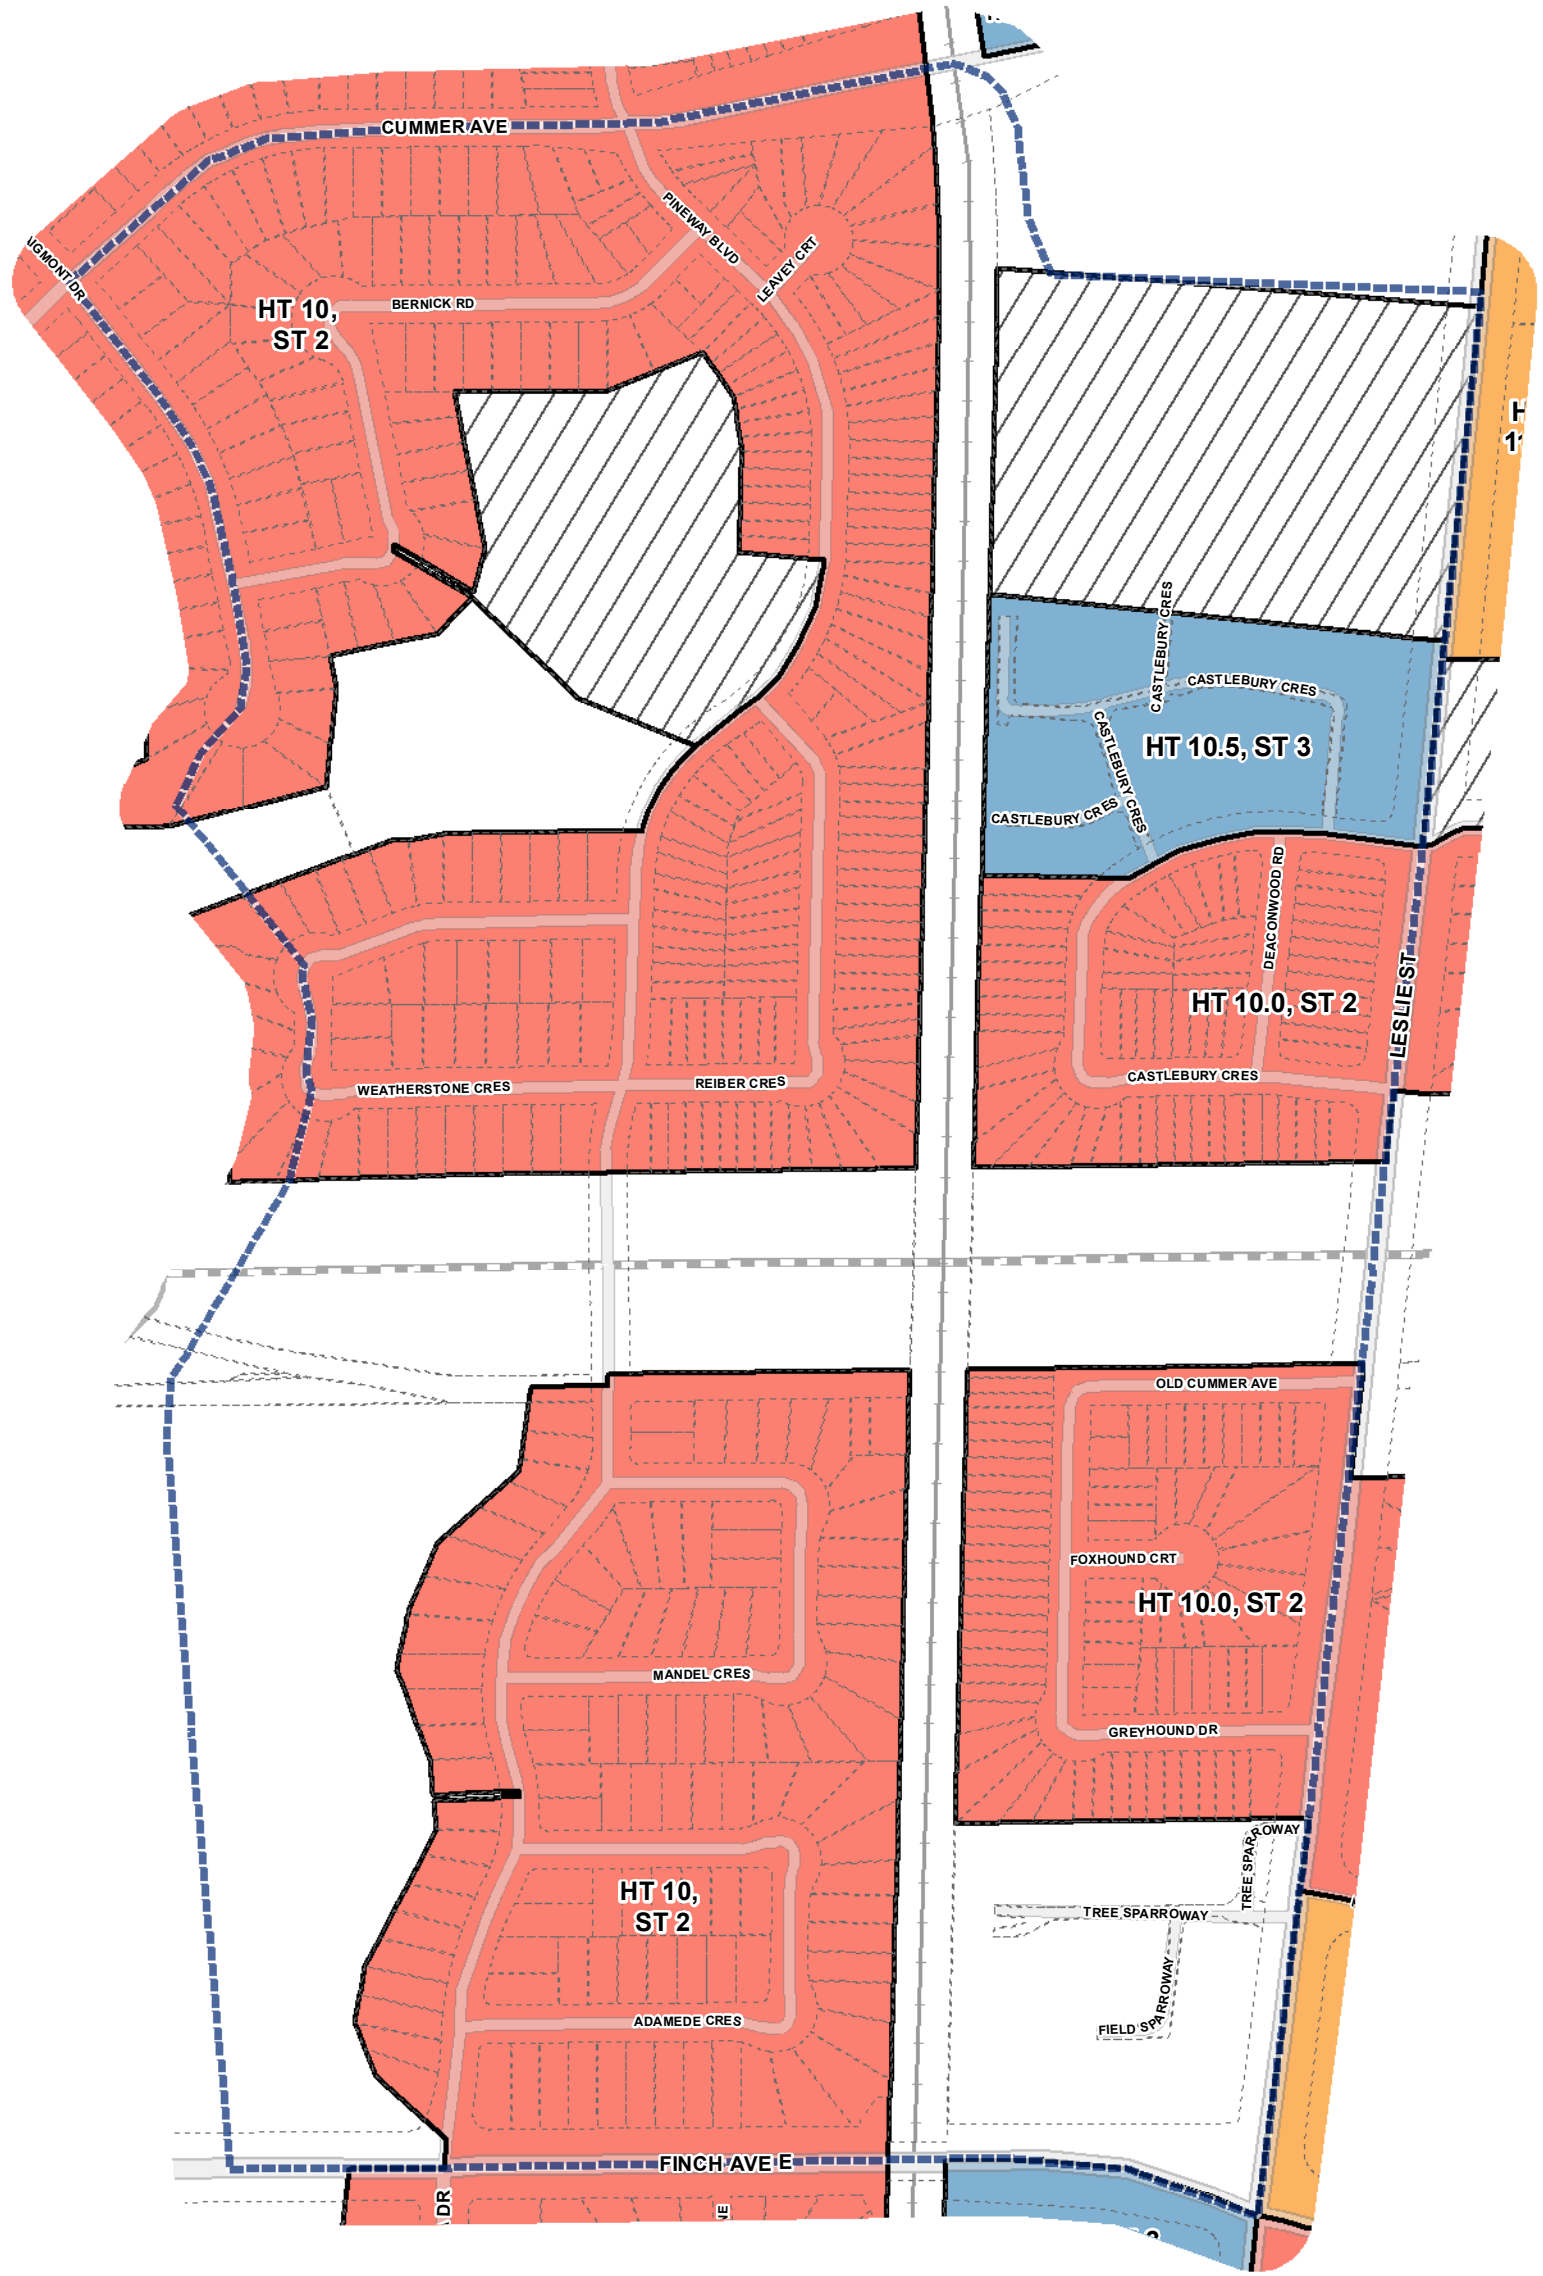 CUMMER AVE
PINEWAY BLVD
LEAVEY CRT
BERNICK RD
HT 10,
ST 2
CASTLEBURY CRES
CASTLEBURY CRES
CASTLEBURY CRES
HT 10.5, ST 3
CASTLEBURY CRES
DEACONWOOD RD
LESLIE ST
HT 10.0, ST 2
CASTLEBURY CRES
WEATHERSTONE CRES
REIBER CRES
OLD CUMMER AVE
FOXHOUND CRT
HT 10.0, ST 2
MANDEL CRES
GREYHOUND DR
TREE SPARROWAY
TREE SPARROWAY
HT 10,
ST 2
FIELD SPARROWAY
ADAMEDE CRES
FINCH AVE E
DR